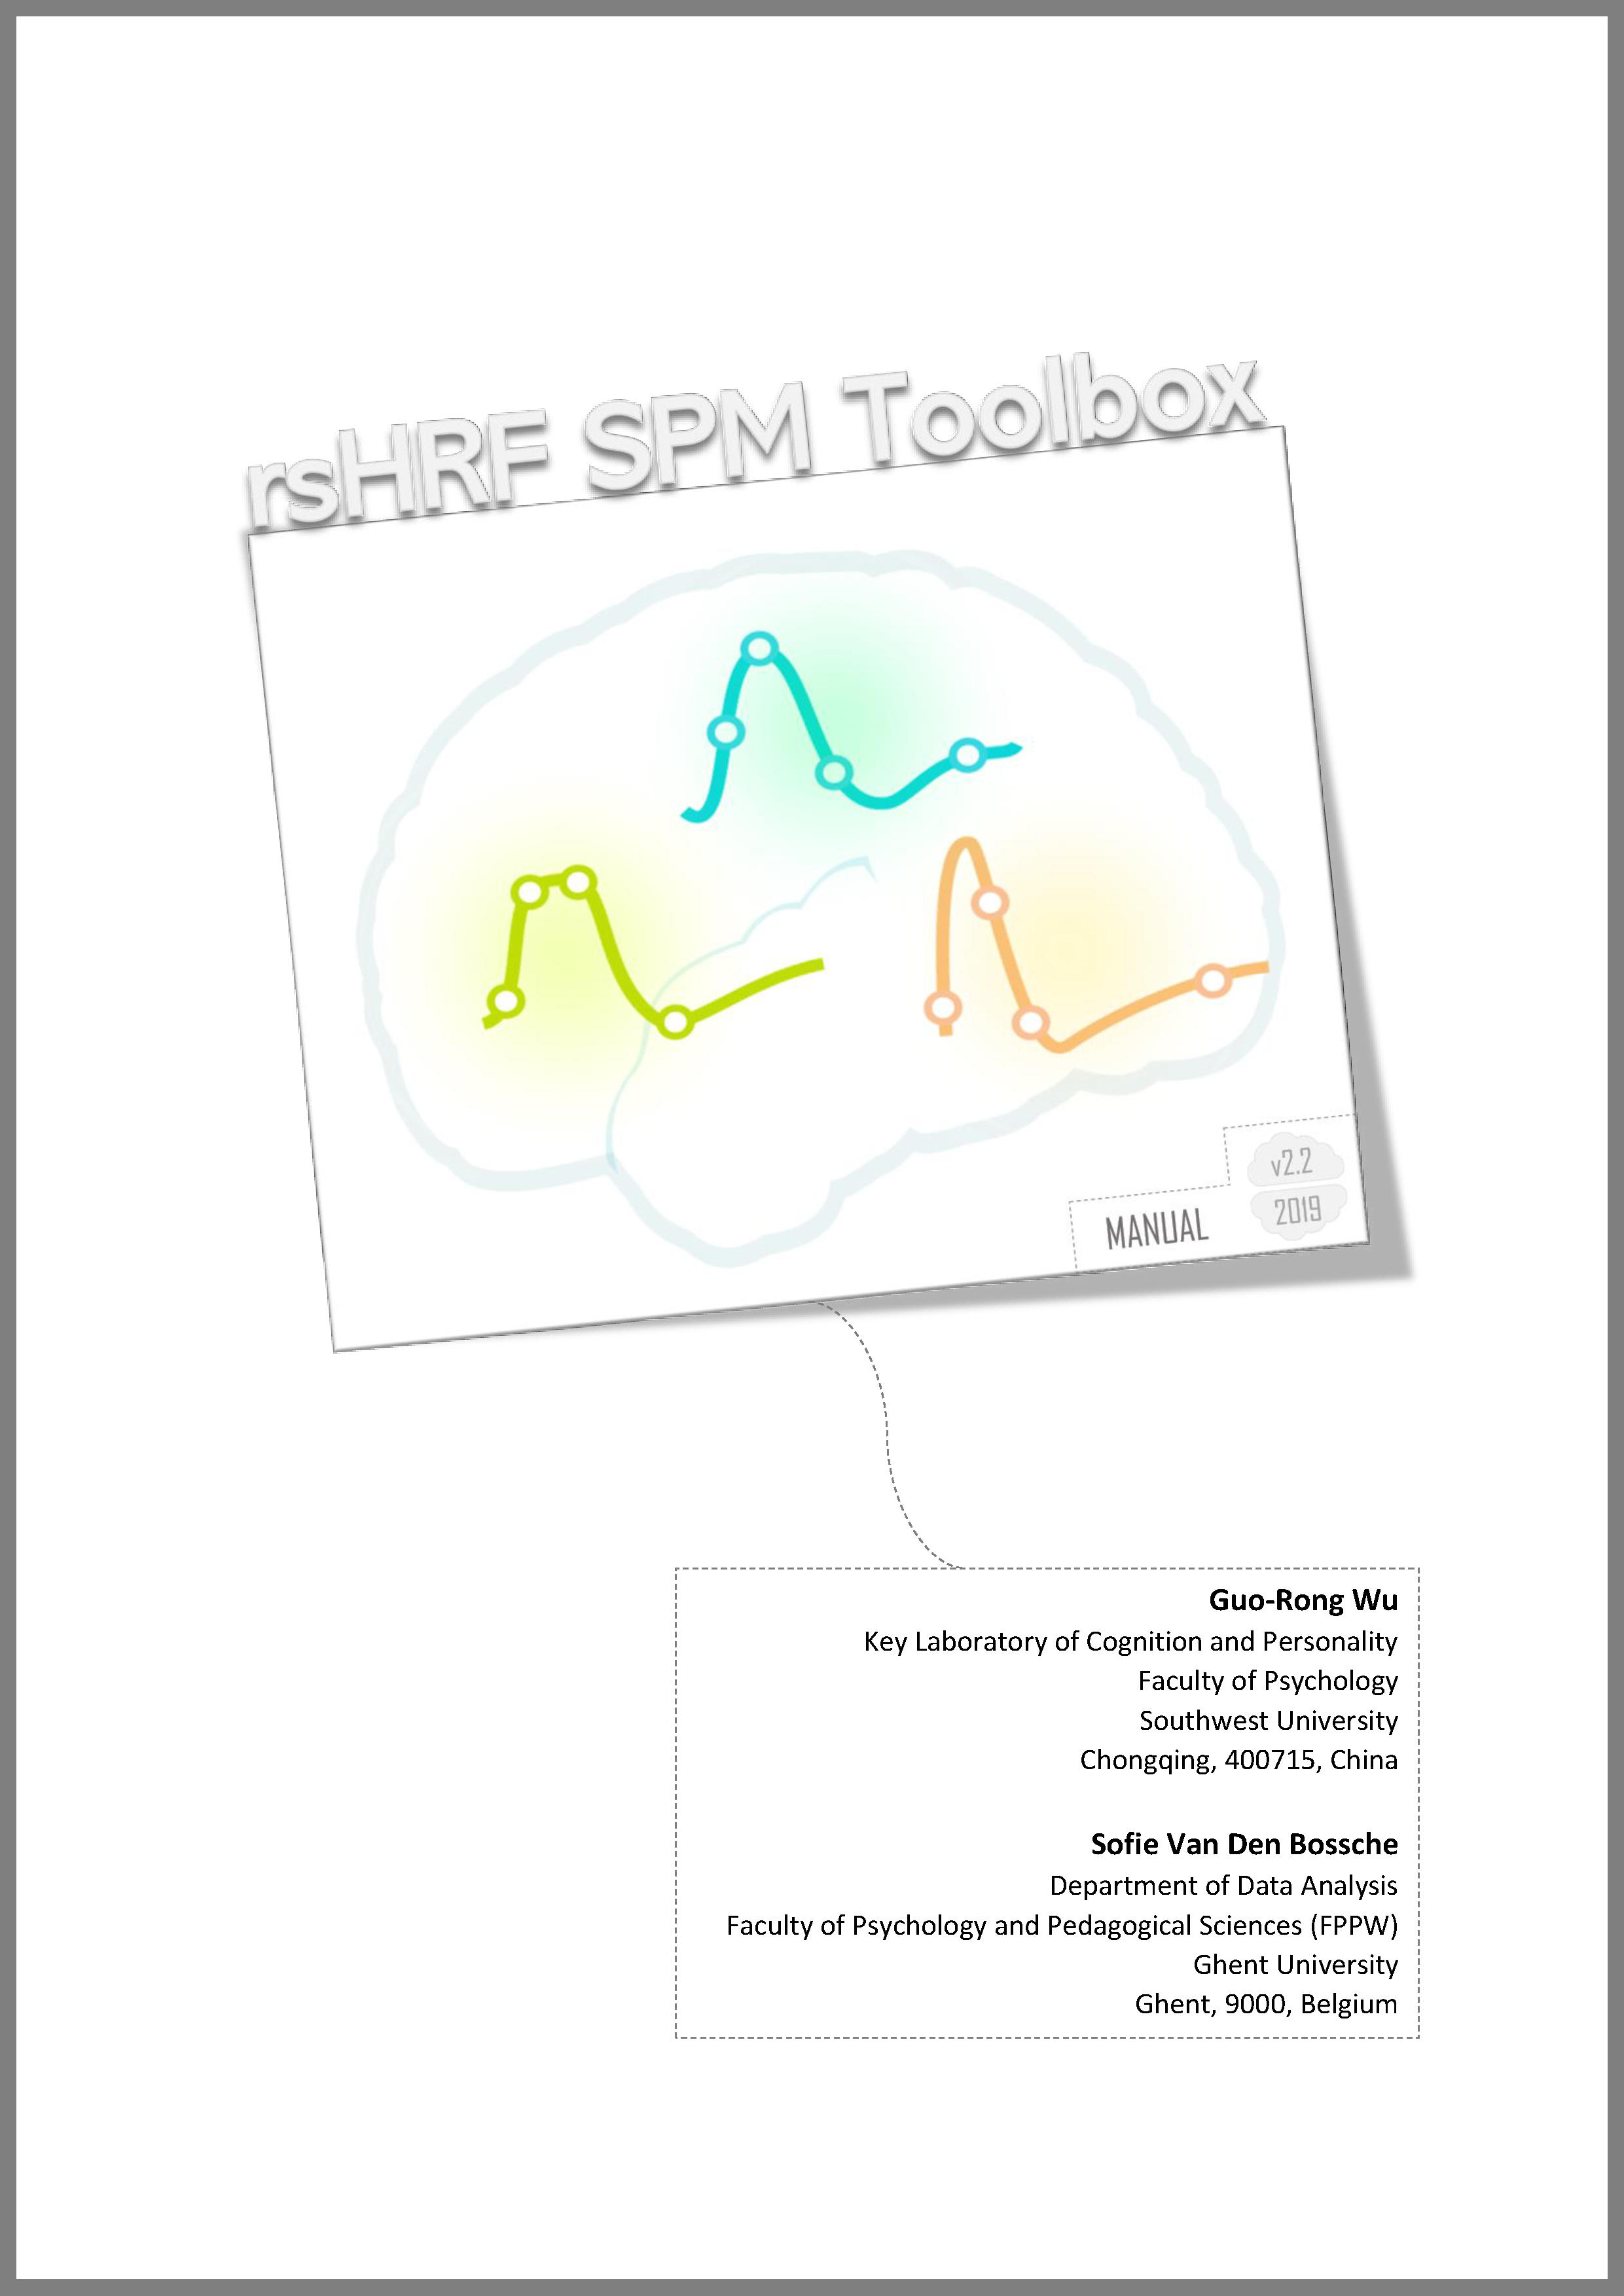 rsHRF SPM Toolbox
v2.2
2019
MANUAL
Guo-Rong Wu
Key Laboratory of Cognition and Personality
Faculty of Psychology
Southwest University
Chongqing, 400715, China
Sofie Van Den Bossche
Department of Data Analysis
Faculty of Psychology and Pedagogical Sciences (FPPW)
Ghent University
Ghent, 9000, Belgium